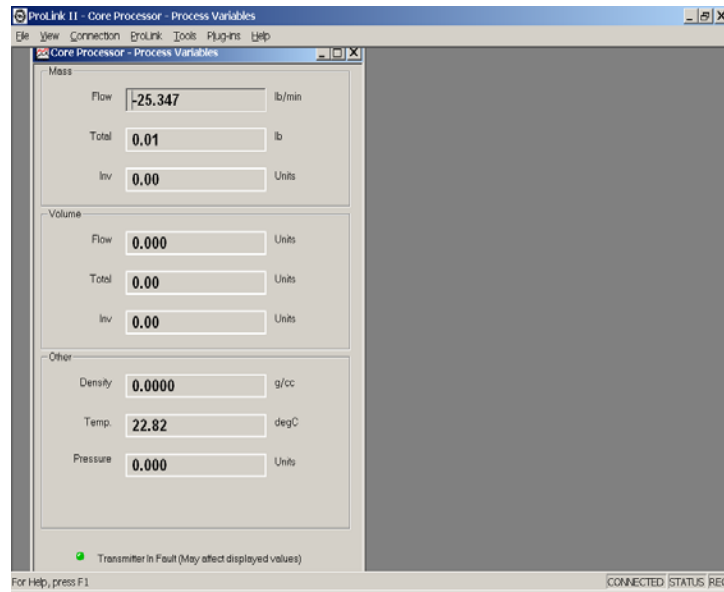 ProLink II - Core Processor - Process Variables
File View Connection ProLink Tools Plug-ins Help
Core Processor - Process Variables
Mass
Flow -25.347 lb/min
Total 0.01 lb
Inv 0.00 Units
Volume
Flow 0.000 Units
Total 0.00 Units
Inv 0.00 Units
Other
Density 0.0000 g/cc
Temp. 22.82 degC
Pressure 0.000 Units
Transmitter In Fault (May affect displayed values)
For Help, press F1 CONNECTED STATUS REC